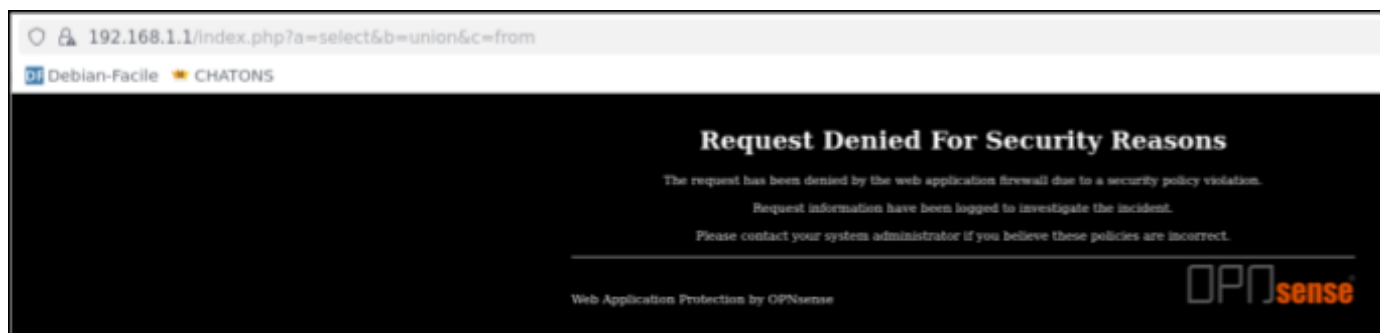 192.168.1.1/index.php?a=select&b=union&c=from
DF Debian-Facile CHATONS
Request Denied For Security Reasons
The request has been denied by the web application firewall due to a security policy violation.
Request information have been logged to investigate the incident.
Please contact your system administrator if you believe these policies are incorrect.
Web Application Protection by OPNsense
OPNsense